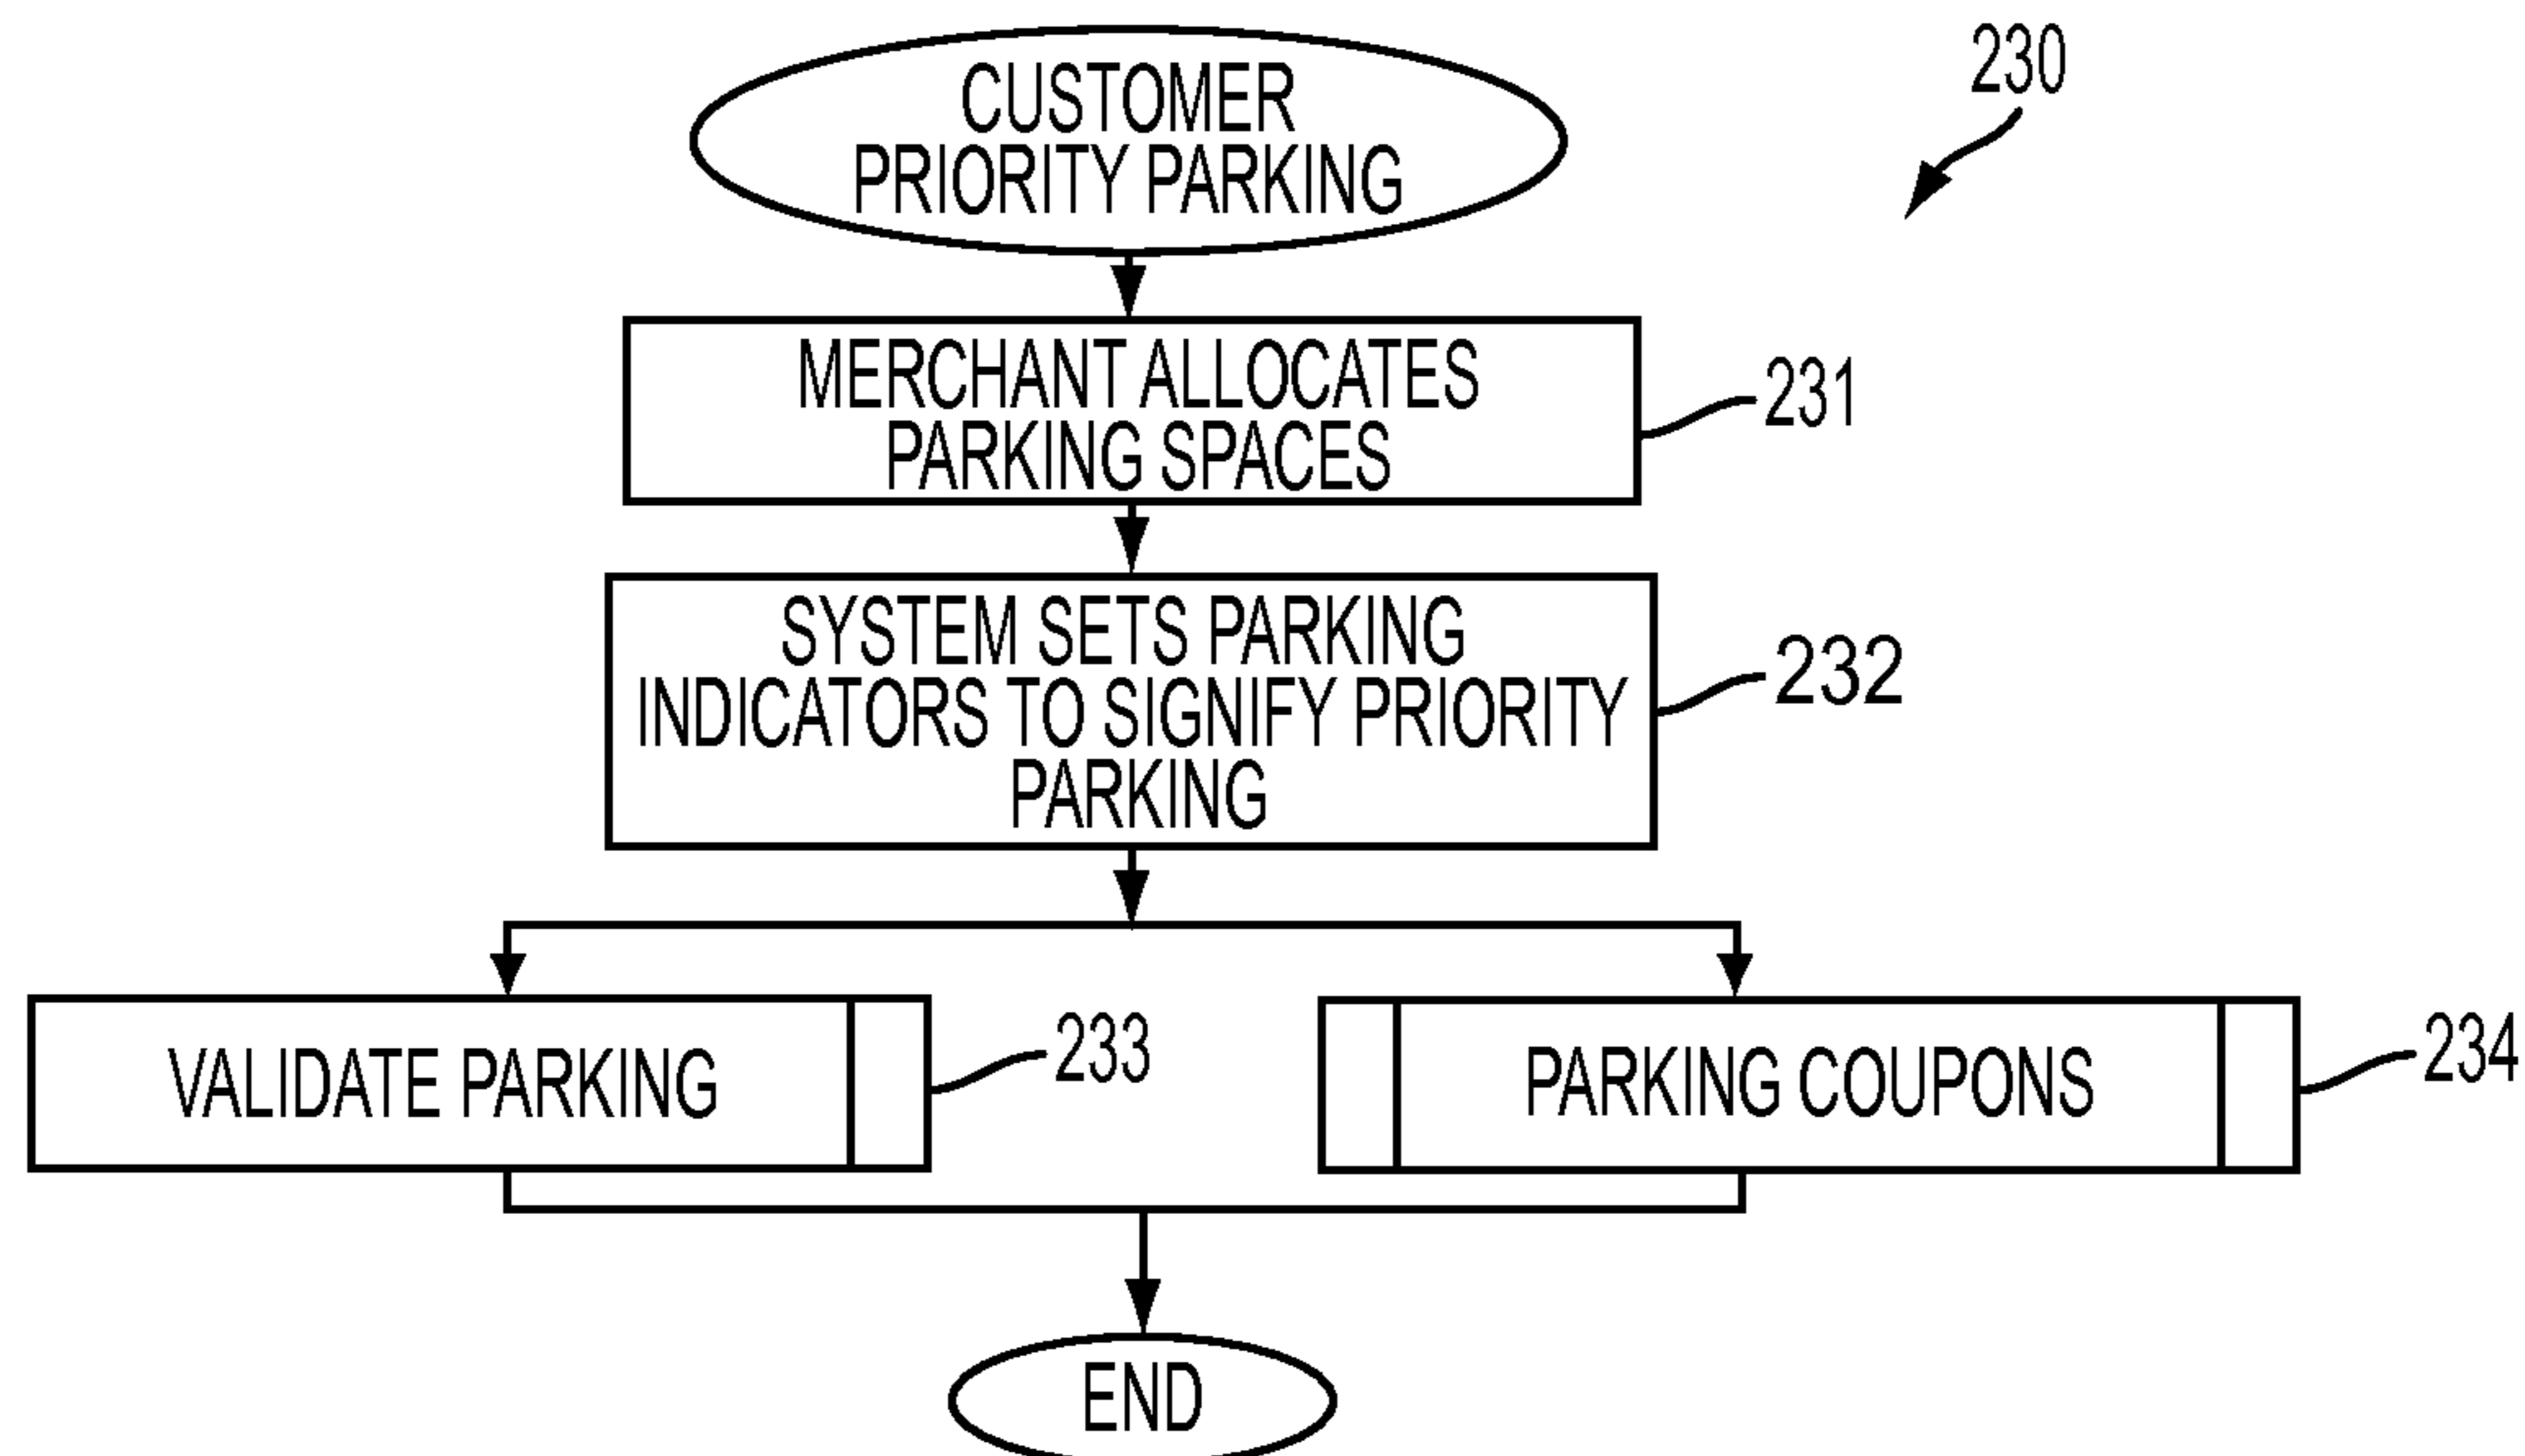 CUSTOMER
PRIORITY PARKING
230
MERCHANT ALLOCATES
PARKING SPACES
231
SYSTEM SETS PARKING
INDICATORS TO SIGNIFY PRIORITY
PARKING
232
VALIDATE PARKING
233
PARKING COUPONS
234
END